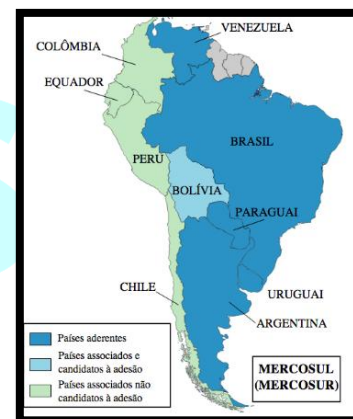 VENEZUELA
COLÔMBIA
EQUADOR
BRASIL
PERU
BOLÍVIA
PARAGUAI
CHILE
URUGUAI
ARGENTINA
Países aderentes
Países associados e
candidatos à adesão
Países associados não
candidatos à adesão
MERCOSUL
(MERCOSUR)